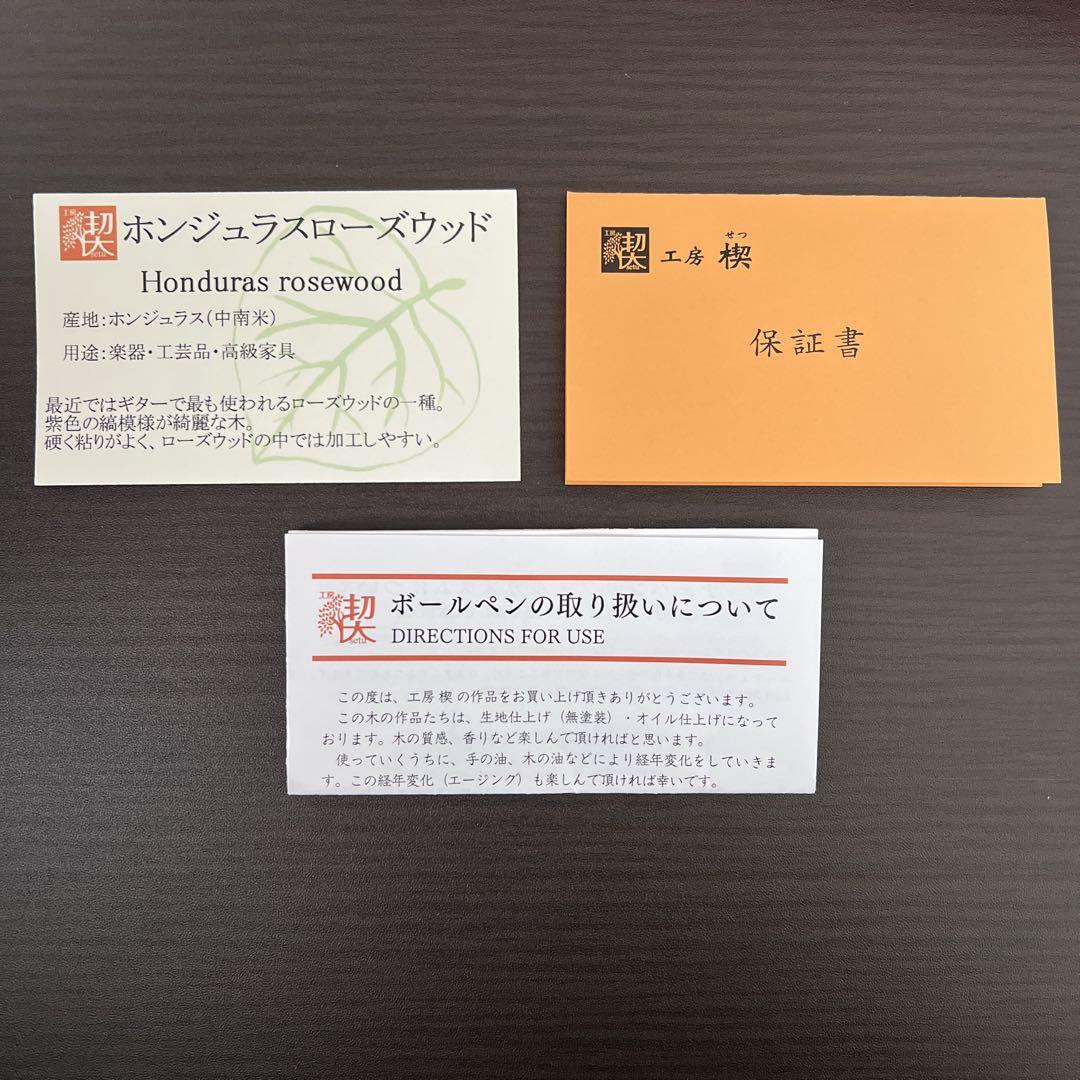 工房
楔
setu
ホンジュラスローズウッド
Honduras rosewood
産地:ホンジュラス(中南米)
用途:楽器・工芸品・高級家具
最近ではギターで最も使われるローズウッドの一種。
紫色の縞模様が綺麗な木。
硬く粘りがよく、ローズウッドの中では加工しやすい。
工房
楔
setu
せつ
工房 楔
保証書
工房
楔
setu
ボールペンの取り扱いについて
DIRECTIONS FOR USE
この度は、工房 楔 の作品をお買い上げ頂きありがとうございます。
この木の作品たちは、生地仕上げ(無塗装)・オイル仕上げになって
おります。木の質感、香りなど楽しんで頂ければと思います。
使っていくうちに、手の油、木の油などにより経年変化をしていきま
す。この経年変化(エージング)も楽しんで頂ければ幸いです。